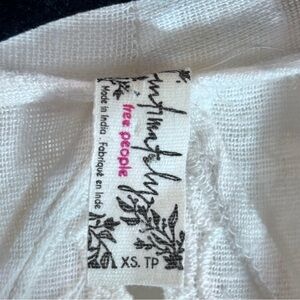 intimately
free people
Made in India . Fabriqué en Inde
XS. TP